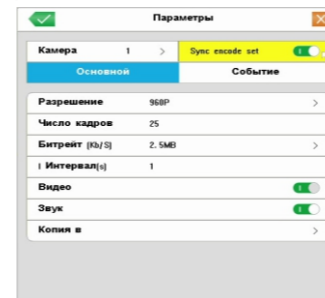 Параметры
Камера 1 > Sync encode set
Основной Событие
Разрешение 960P
Число кадров 25
Битрейт (Kb/S) 2.5MB >
I Интервал(s) 1
Видео
Звук
Копия в >